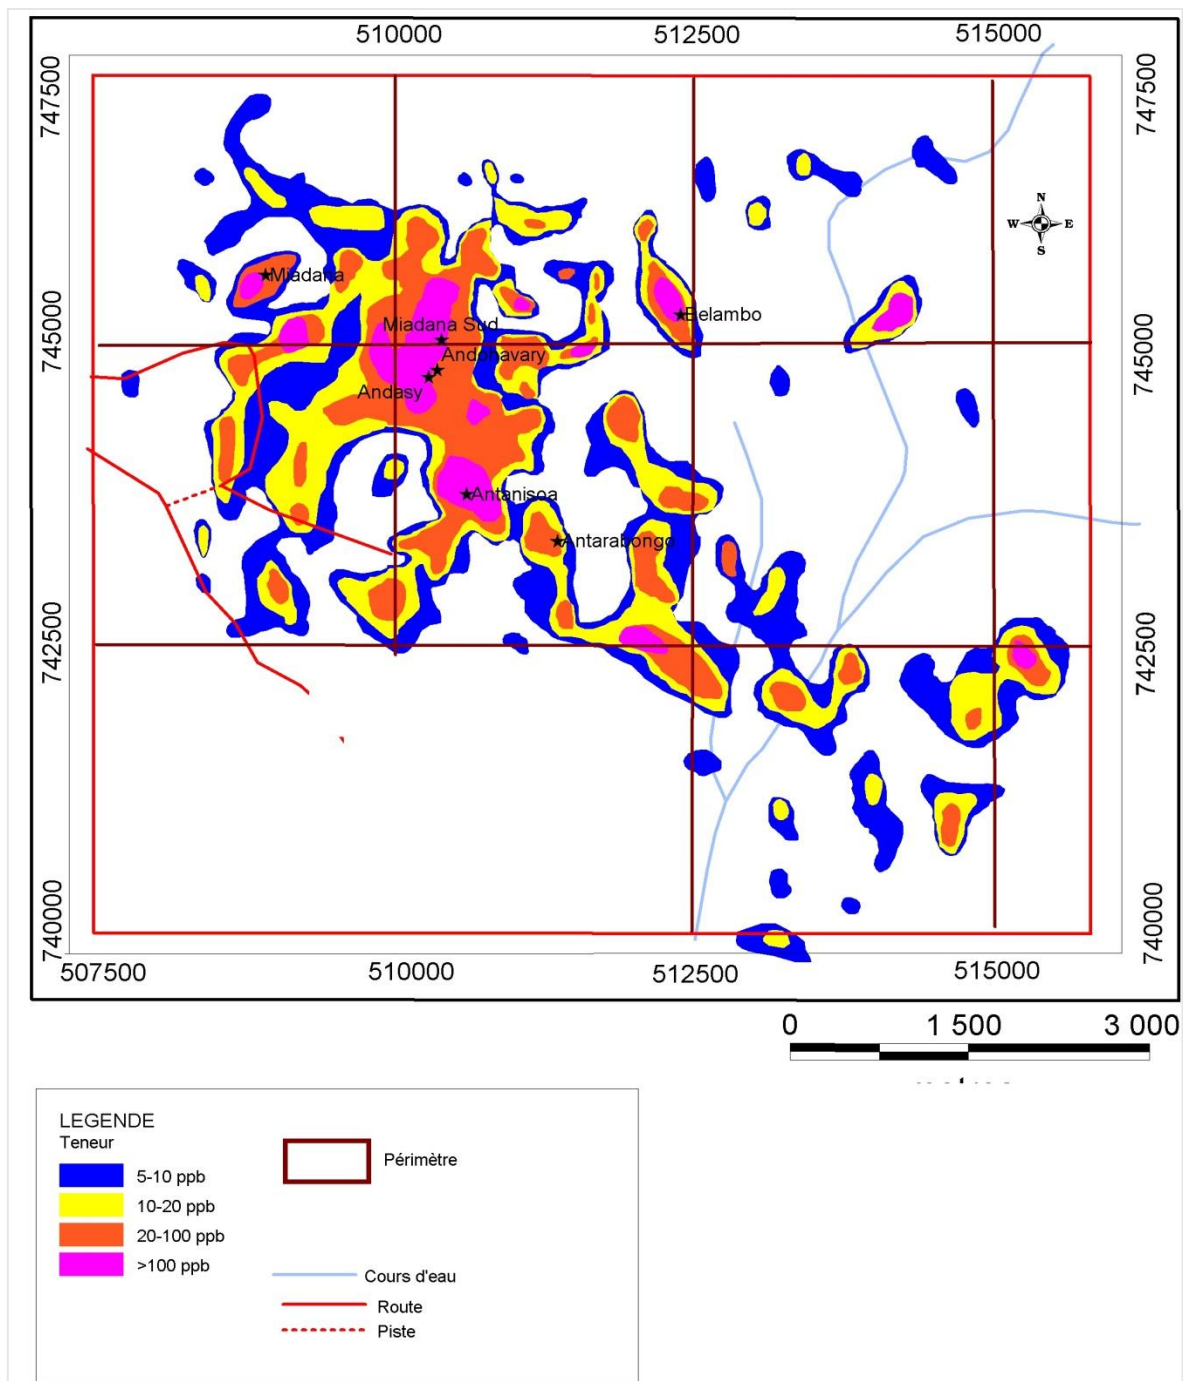 510000 512500 515000
747500 747500
N
W E
S
Miadana
Belambo
Miadana Sud
745000 745000
Andohavary
Andasy
Antanisoa
Antarabongo
742500 742500
740000 740000
507500 510000 512500 515000
0 1 500 3 000
LEGENDE
Teneur
5-10 ppb
10-20 ppb
20-100 ppb
>100 ppb
Périmètre
Cours d'eau
Route
Piste